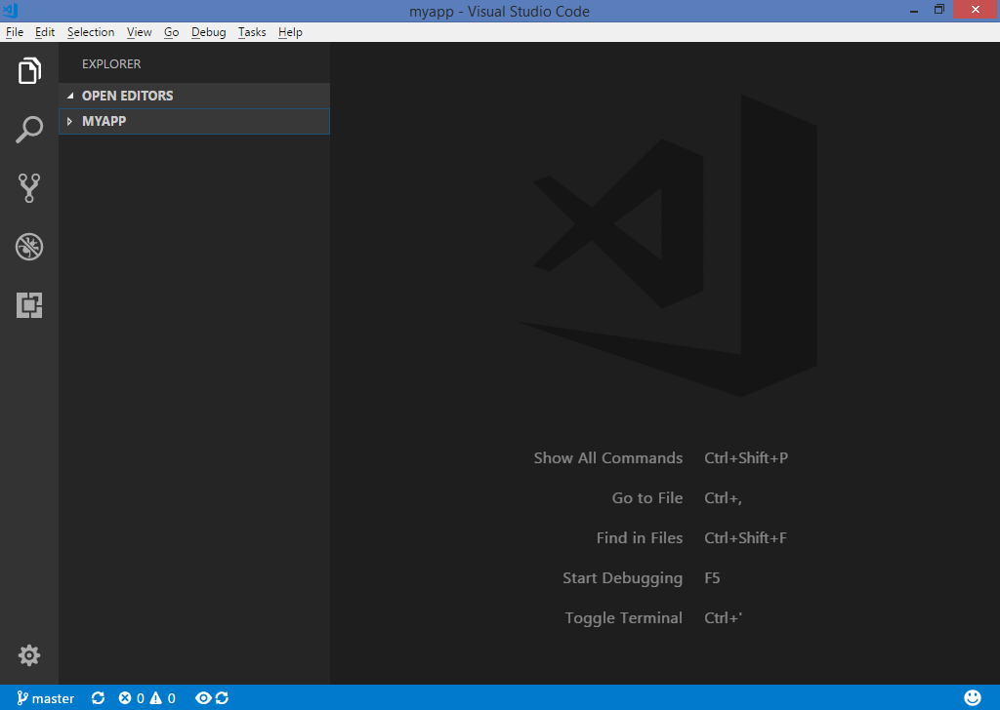 myapp - Visual Studio Code
File Edit Selection View Go Debug Tasks Help
EXPLORER
OPEN EDITORS
MYAPP
Show All Commands Ctrl+Shift+P
Go to File Ctrl+,
Find in Files Ctrl+Shift+F
Start Debugging F5
Toggle Terminal Ctrl+'
master 0 0